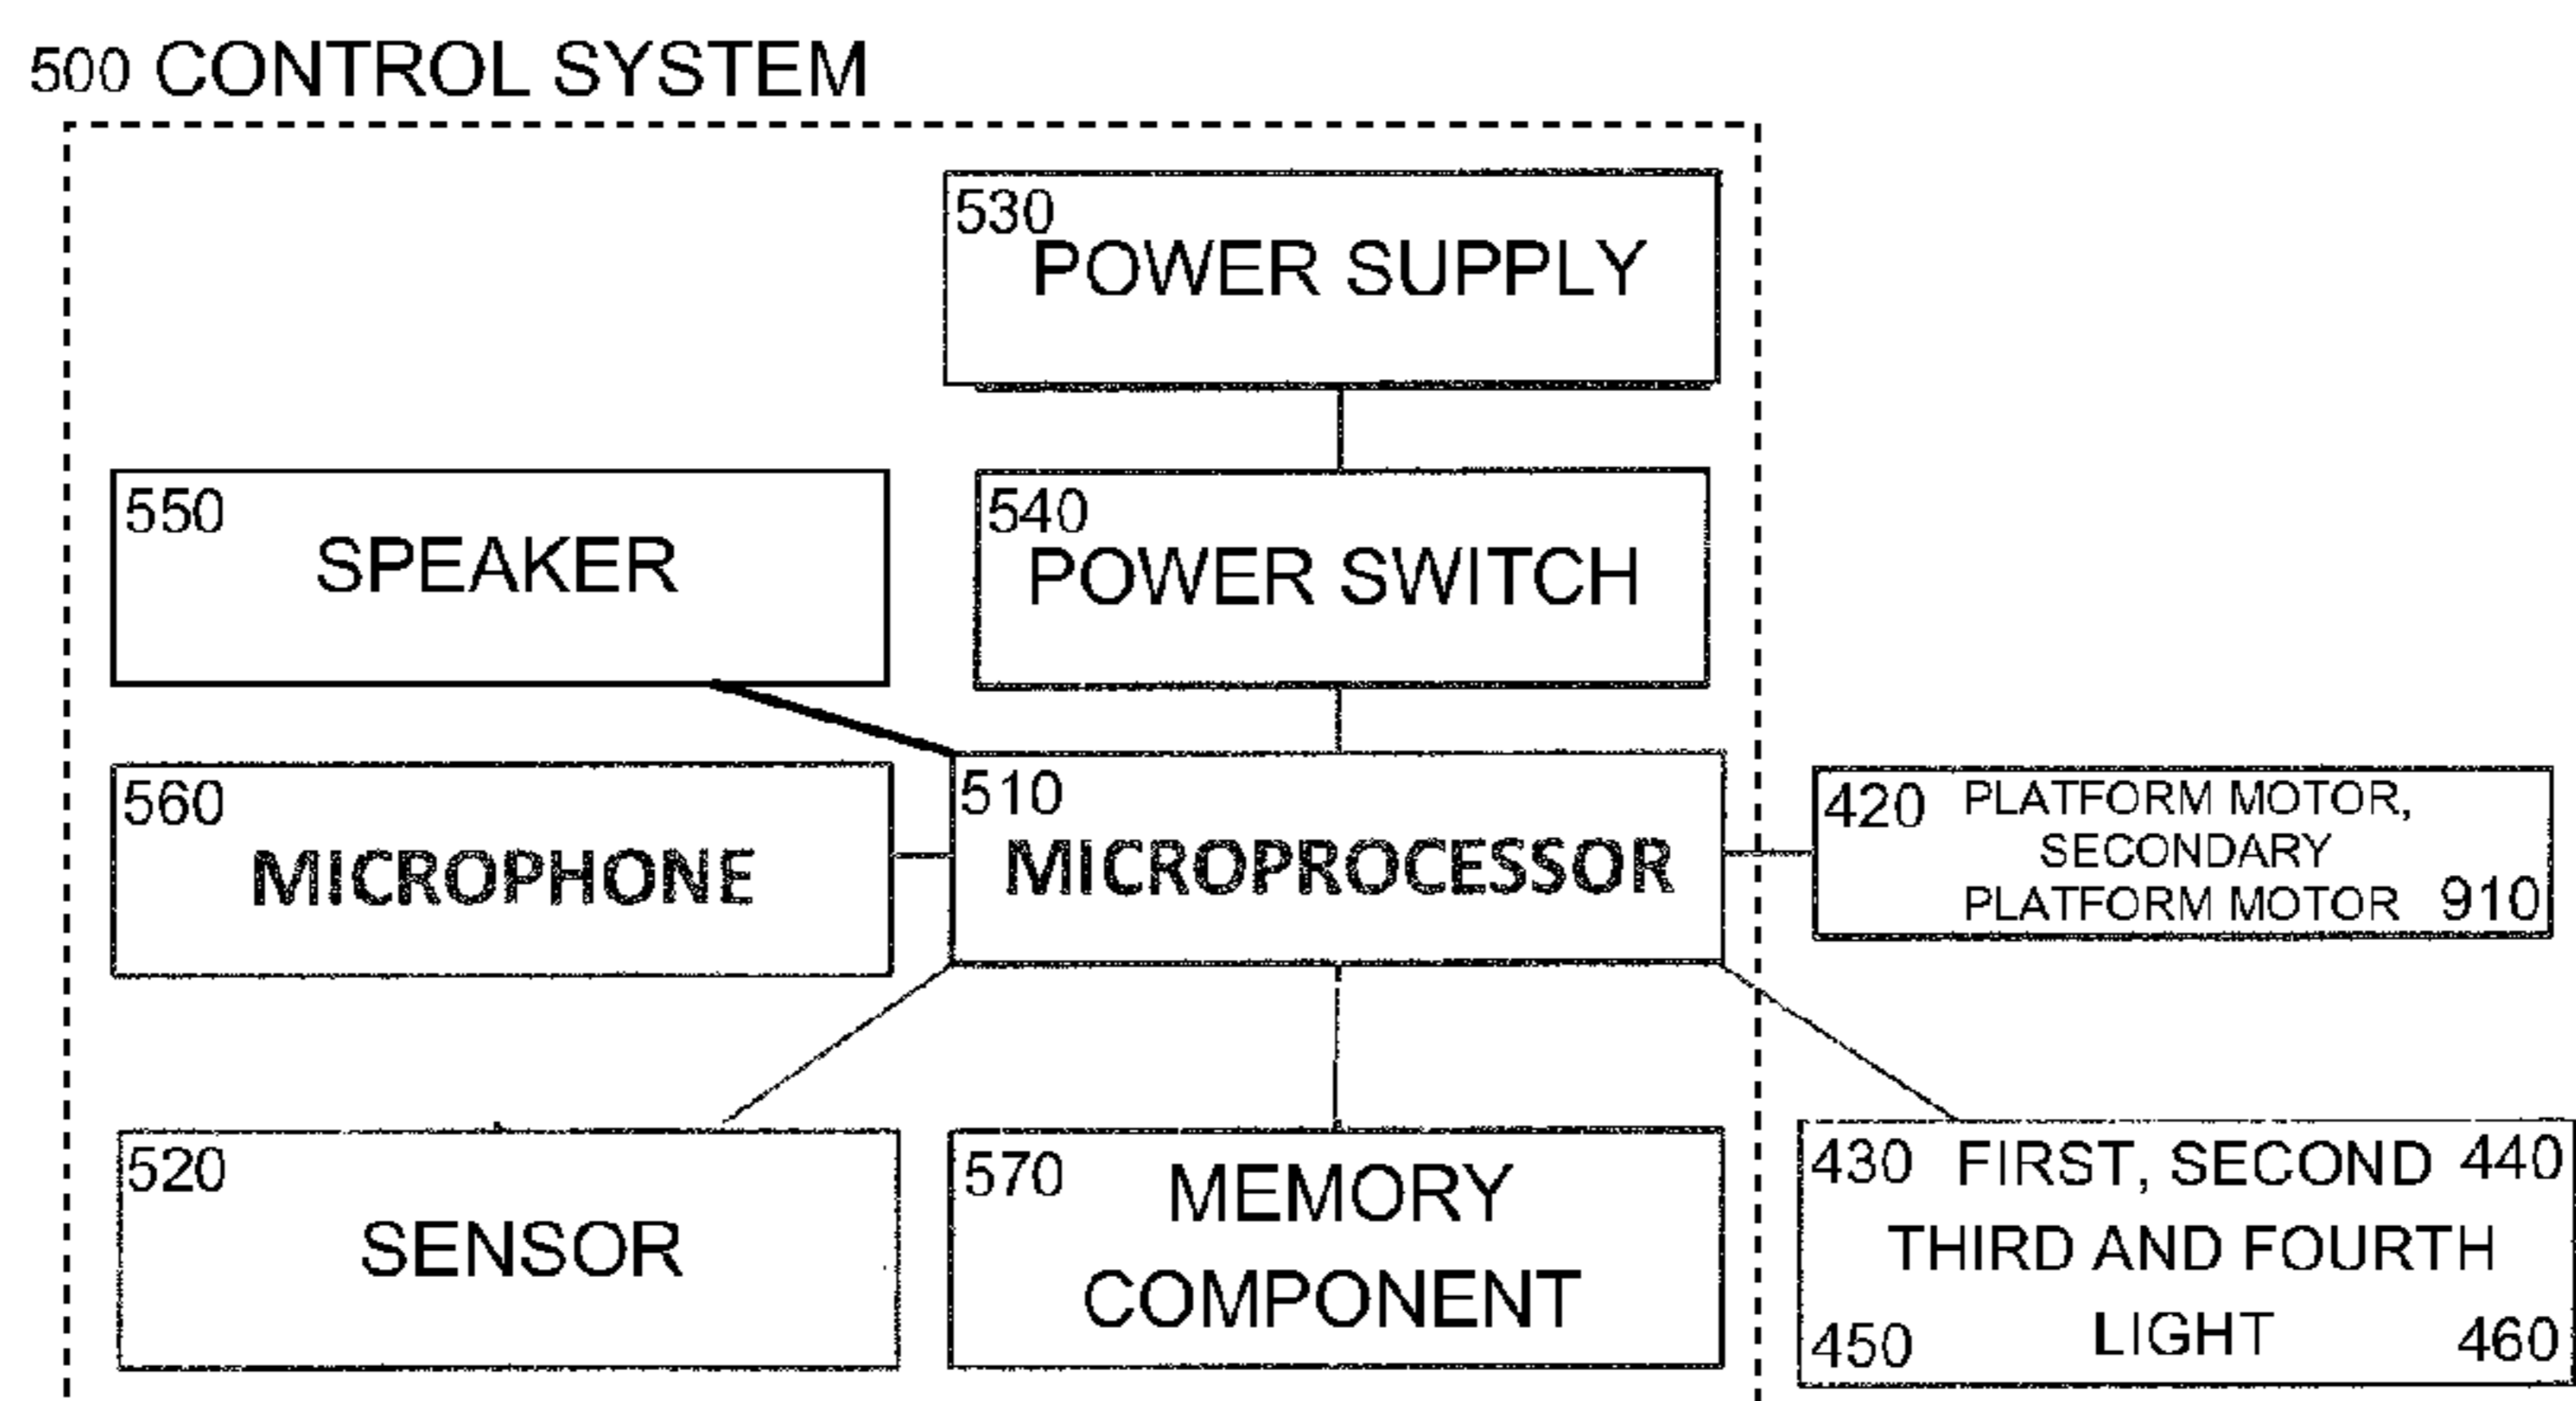 500 CONTROL SYSTEM
530
POWER SUPPLY
550
SPEAKER
540
POWER SWITCH
560
MICROPHONE
510
MICROPROCESSOR
420 PLATFORM MOTOR,
SECONDARY
PLATFORM MOTOR 910
520
SENSOR
570 MEMORY
COMPONENT
430 FIRST, SECOND 440
THIRD AND FOURTH
450 LIGHT 460